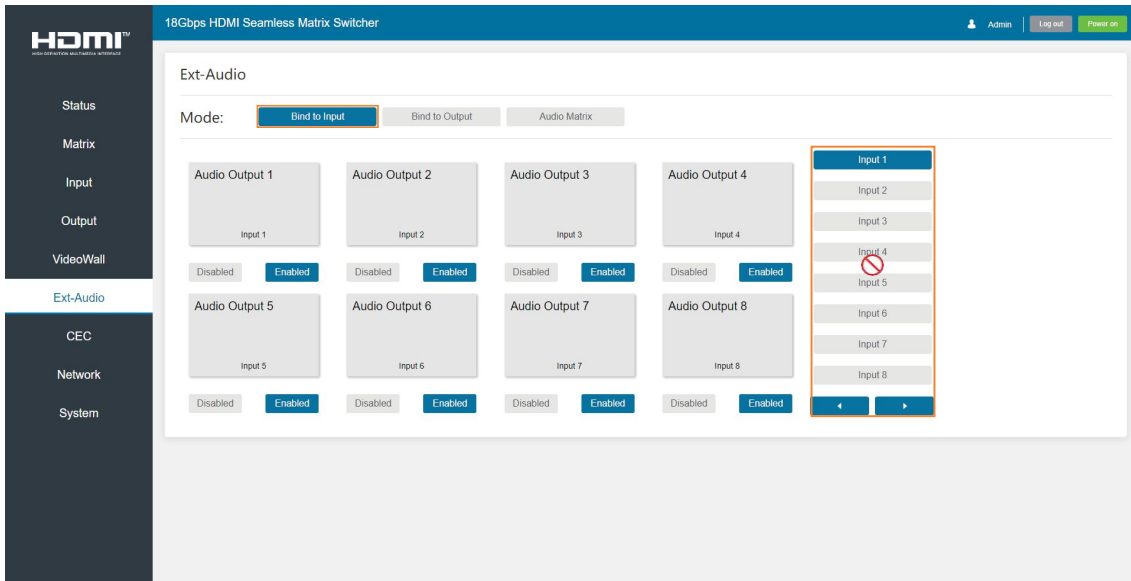 HDMI™
HIGH-DEFINITION MULTIMEDIA INTERFACE
18Gbps HDMI Seamless Matrix Switcher
Admin
Log out
Power on
Status
Matrix
Input
Output
VideoWall
Ext-Audio
CEC
Network
System
Ext-Audio
Mode:
Bind to Input
Bind to Output
Audio Matrix
Audio Output 1
Input 1
Disabled
Enabled
Audio Output 2
Input 2
Disabled
Enabled
Audio Output 3
Input 3
Disabled
Enabled
Audio Output 4
Input 4
Disabled
Enabled
Audio Output 5
Input 5
Disabled
Enabled
Audio Output 6
Input 6
Disabled
Enabled
Audio Output 7
Input 7
Disabled
Enabled
Audio Output 8
Input 8
Disabled
Enabled
Input 1
Input 2
Input 3
Input 4
Input 5
Input 6
Input 7
Input 8